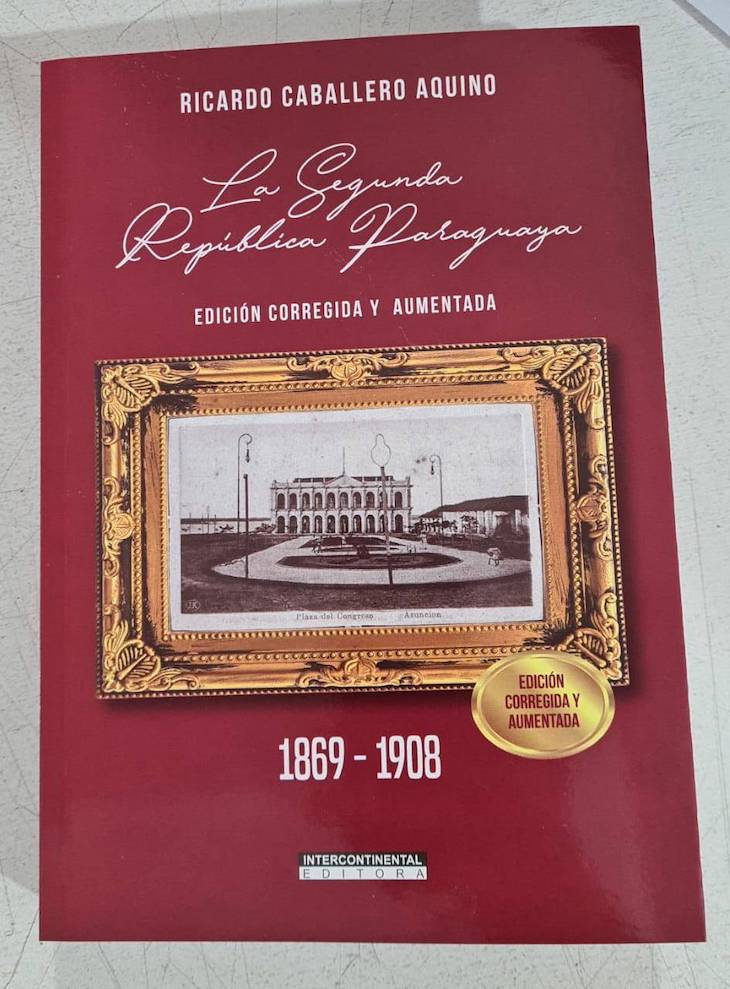 RICARDO CABALLERO AQUINO
La Segunda
República Paraguaya
EDICIÓN CORREGIDA Y AUMENTADA
Plaza del Congreso Asuncion
EDICIÓN
CORREGIDA Y
AUMENTADA
1869 - 1908
INTERCONTINENTAL
EDITORA